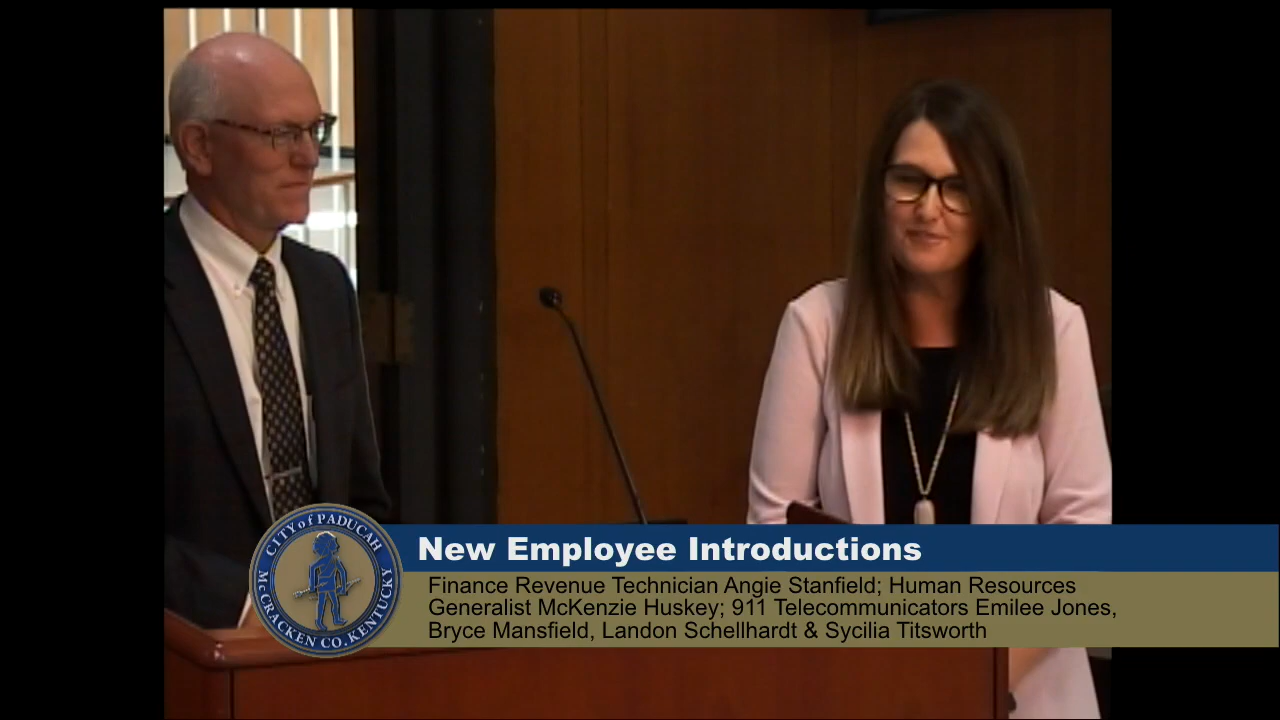 New Employee Introductions
Finance Revenue Technician Angie Stanfield; Human Resources
Generalist McKenzie Huskey; 911 Telecommunicators Emilee Jones,
Bryce Mansfield, Landon Schellhardt & Sycilia Titsworth
CITY of PADUCAH
McCRACKEN CO. KENTUCKY